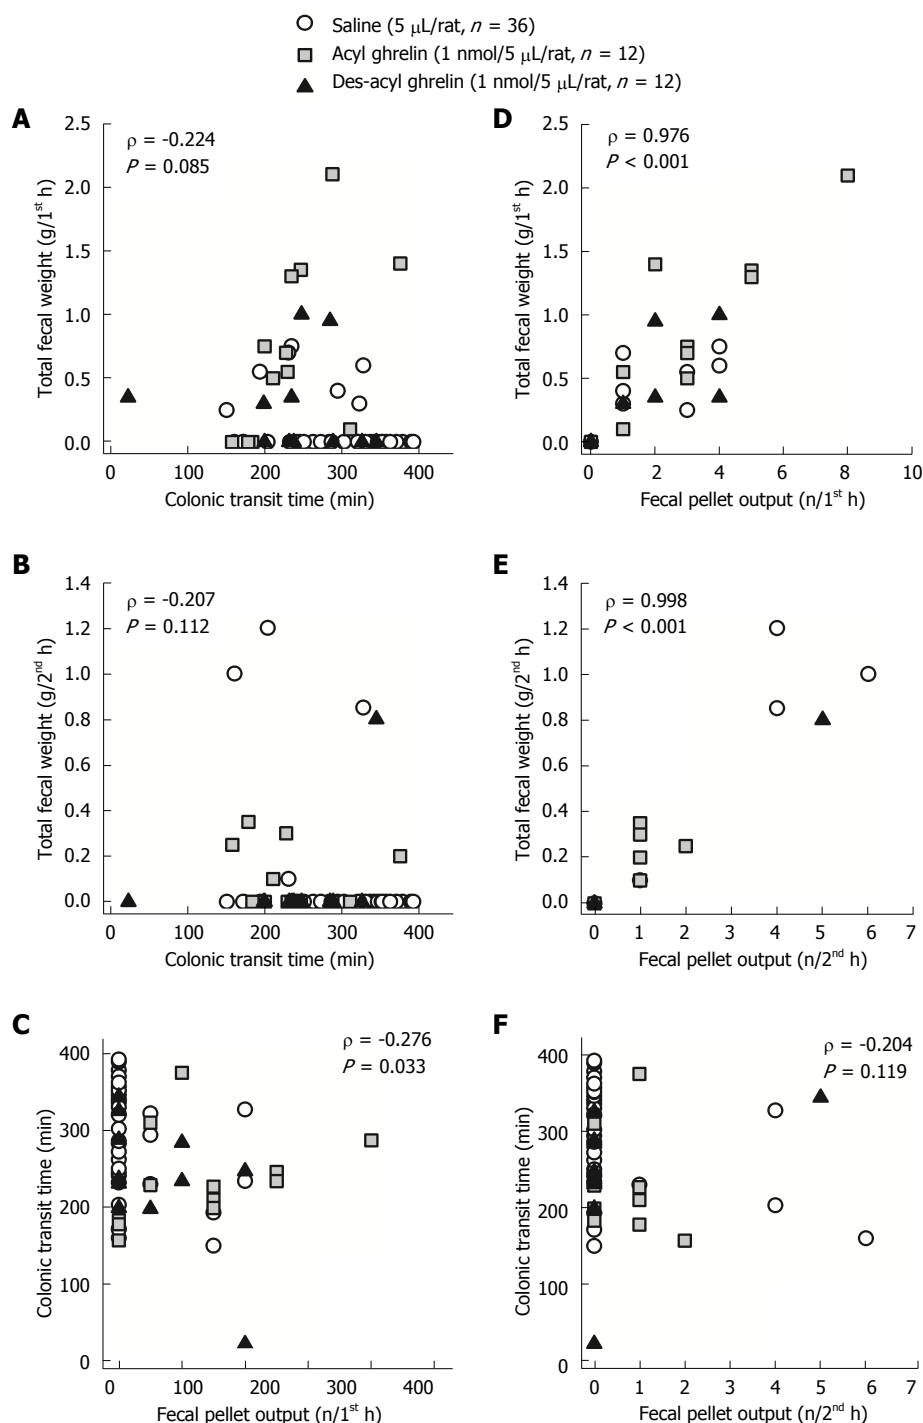 Saline (5 μL/rat, n = 36)
Acyl ghrelin (1 nmol/5 μL/rat, n = 12)
Des-acyl ghrelin (1 nmol/5 μL/rat, n = 12)
A
ρ = -0.224
P = 0.085
Total fecal weight (g/1st h)
2.5
2.0
1.5
1.0
0.5
0.0
0 100 200 300 400
Colonic transit time (min)
D
ρ = 0.976
P < 0.001
Total fecal weight (g/1st h)
2.5
2.0
1.5
1.0
0.5
0.0
0 2 4 6 8 10
Fecal pellet output (n/1st h)
B
ρ = -0.207
P = 0.112
Total fecal weight (g/2nd h)
1.4
1.2
1.0
0.8
0.6
0.4
0.2
0.0
0 100 200 300 400
Colonic transit time (min)
E
ρ = 0.998
P < 0.001
Total fecal weight (g/2nd h)
1.4
1.2
1.0
0.8
0.6
0.4
0.2
0.0
0 1 2 3 4 5 6 7
Fecal pellet output (n/2nd h)
C
ρ = -0.276
P = 0.033
Colonic transit time (min)
400
300
200
100
0
0 100 200 300 400
Fecal pellet output (n/1st h)
F
ρ = -0.204
P = 0.119
Colonic transit time (min)
400
300
200
100
0
0 1 2 3 4 5 6 7
Fecal pellet output (n/2nd h)